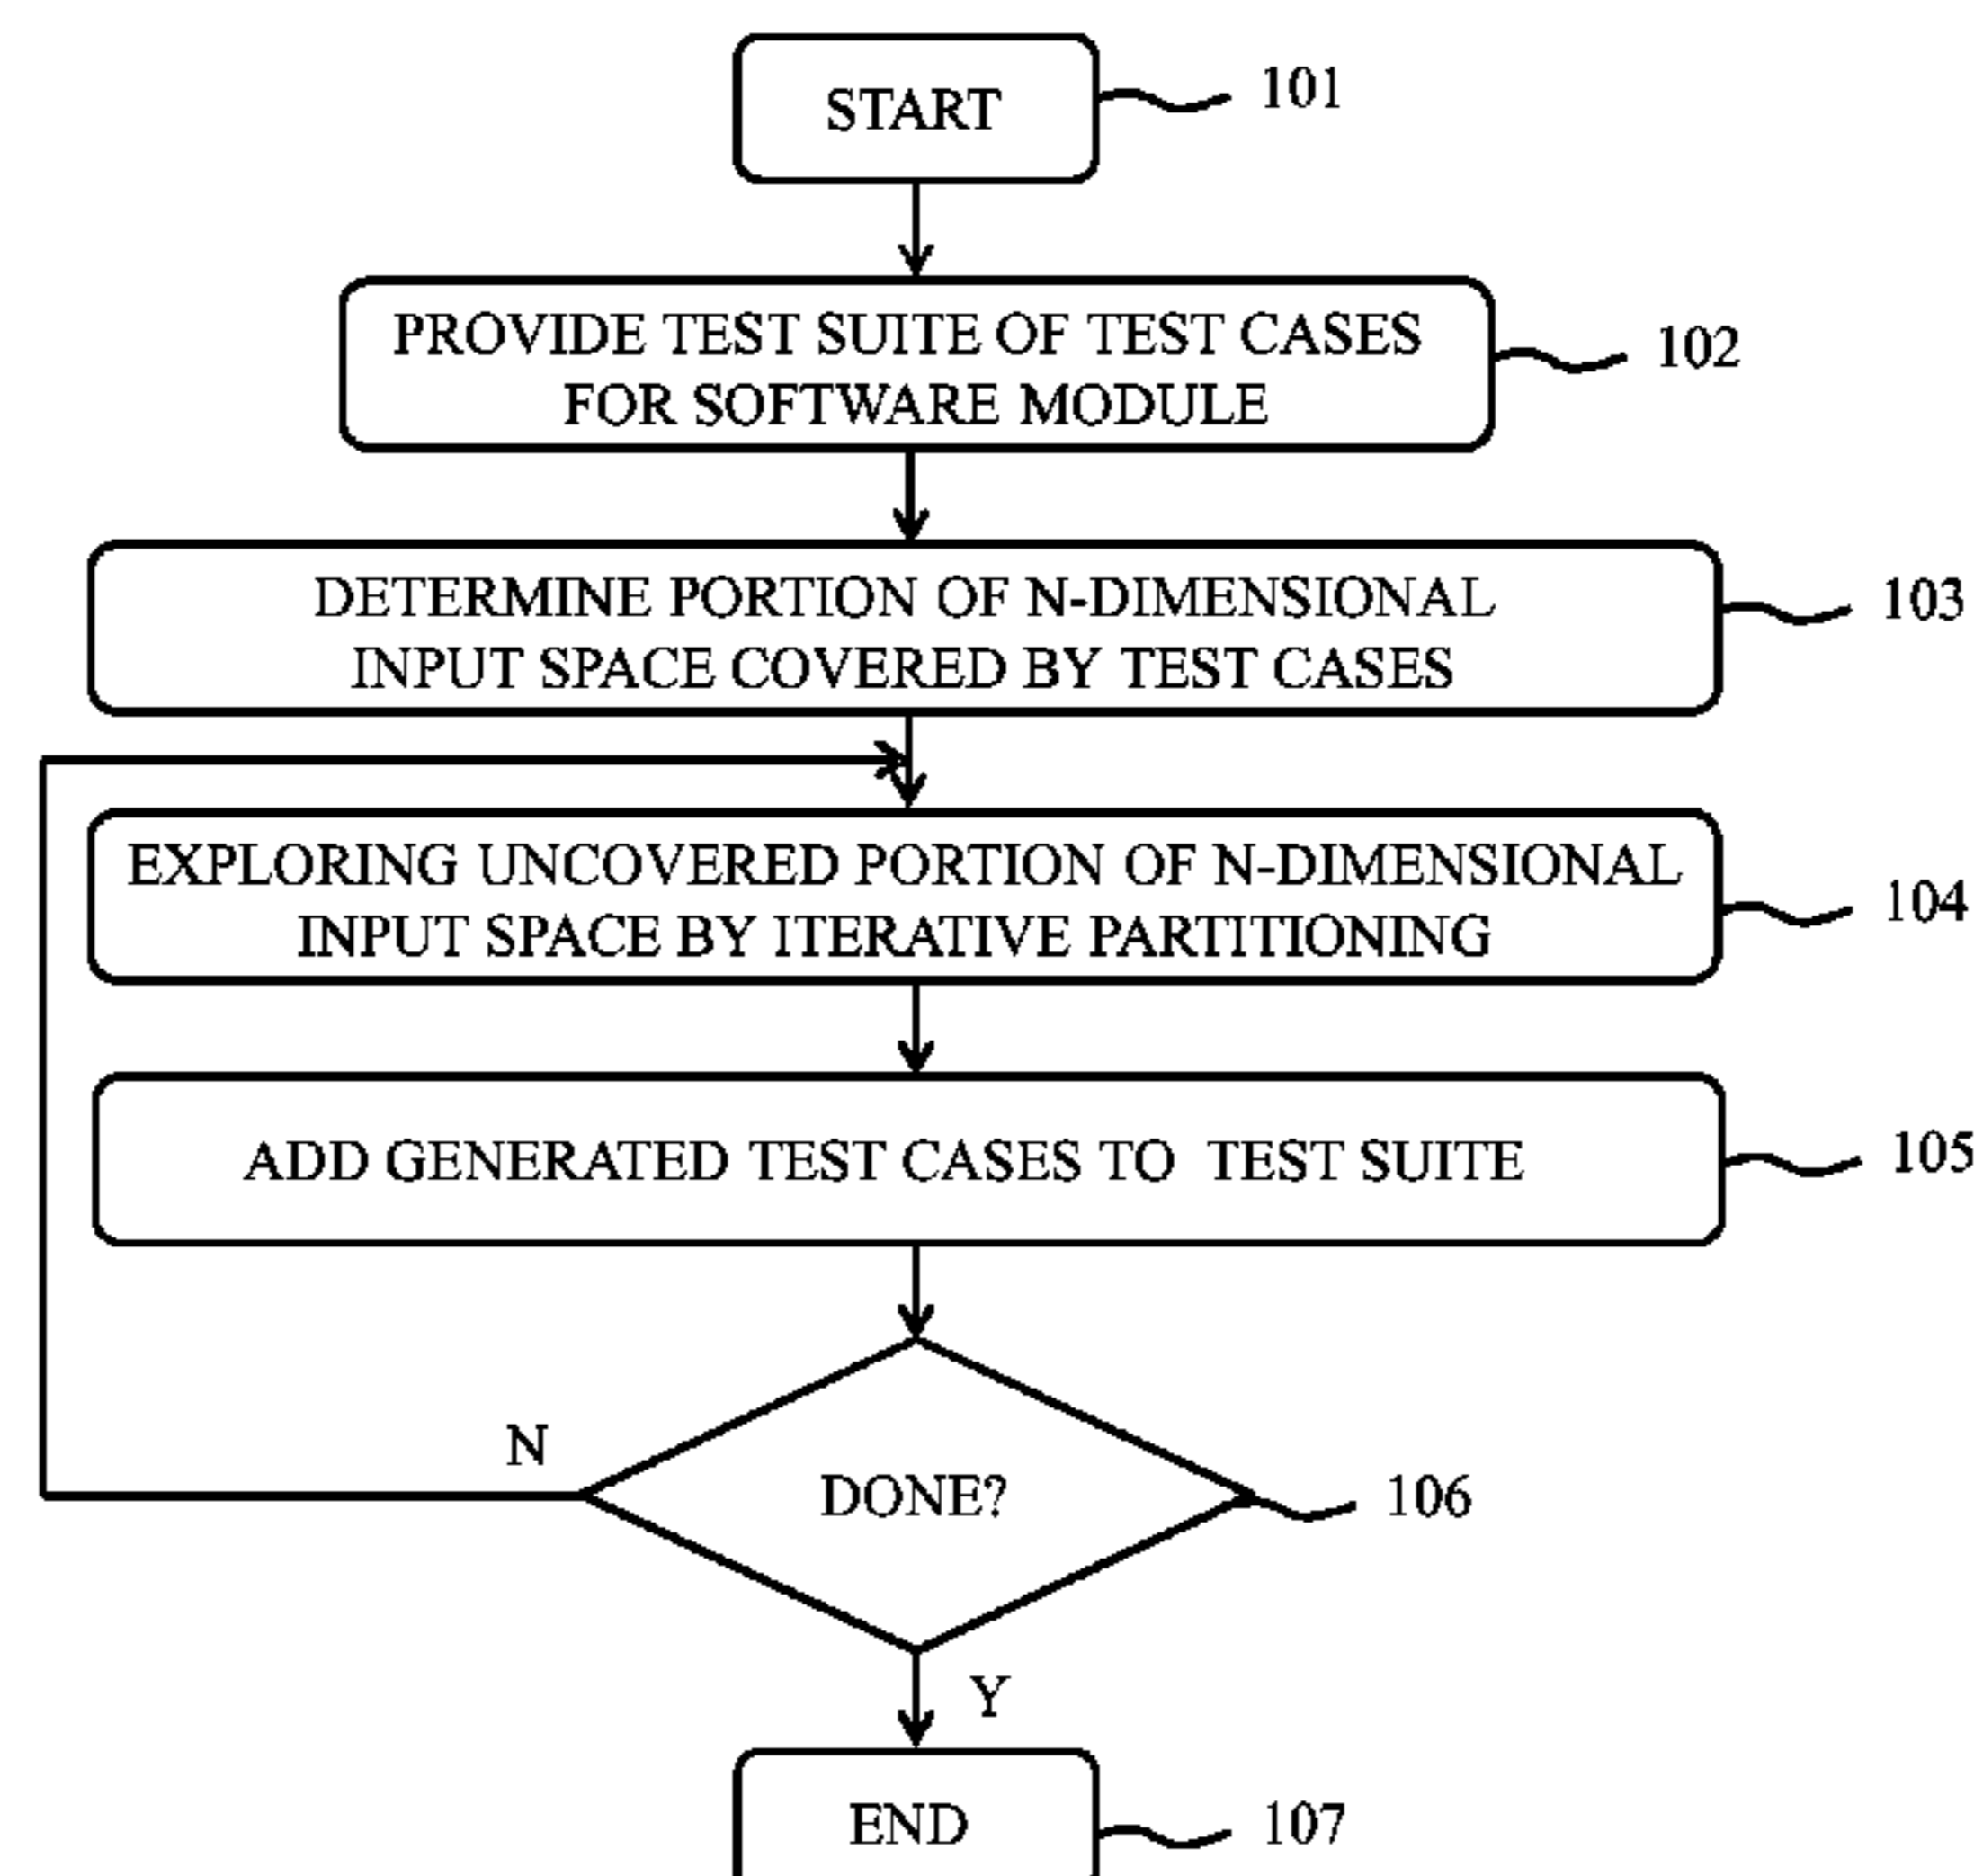 START
101
PROVIDE TEST SUITE OF TEST CASES
FOR SOFTWARE MODULE
102
DETERMINE PORTION OF N-DIMENSIONAL
INPUT SPACE COVERED BY TEST CASES
103
EXPLORING UNCOVERED PORTION OF N-DIMENSIONAL
INPUT SPACE BY ITERATIVE PARTITIONING
104
ADD GENERATED TEST CASES TO TEST SUITE
105
N
DONE?
106
Y
END
107